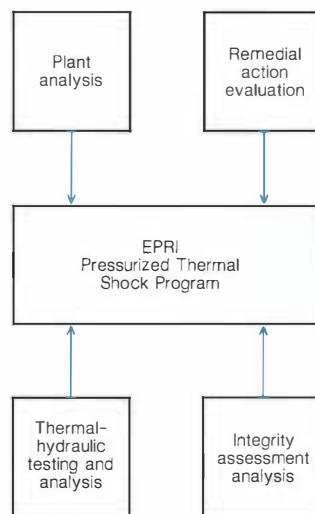 Plant
analysis
Remedial
action
evaluation
EPRI
Pressurized Thermal
Shock Program
Thermal-
hydraulic
testing and
analysis
Integrity
assessment
analysis